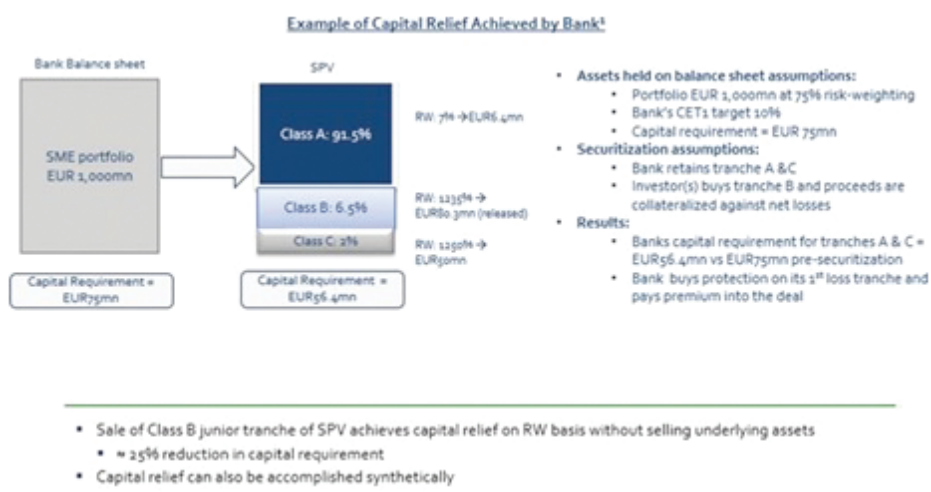 Example of Capital Relief Achieved by Bank¹
Bank Balance sheet
SME portfolio
EUR 1,000mn
Capital Requirement =
EUR75mn
SPV
Class A: 91.5%
Class B: 6.5%
Class C: 2%
Capital Requirement =
EUR56.4mn
RW: 7% →EUR6.4mn
RW: 1235% →
EUR80.3mn (released)
RW: 1250% →
EUR50mn
• Assets held on balance sheet assumptions:
• Portfolio EUR 1,000mn at 75% risk-weighting
• Bank's CET1 target 10%
• Capital requirement = EUR 75mn
• Securitization assumptions:
• Bank retains tranche A &C
• Investor(s) buys tranche B and proceeds are
collateralized against net losses
• Results:
• Banks capital requirement for tranches A & C =
EUR56.4mn vs EUR75mn pre-securitization
• Bank buys protection on its 1st loss tranche and
pays premium into the deal
▪ Sale of Class B junior tranche of SPV achieves capital relief on RW basis without selling underlying assets
▪ ≈ 25% reduction in capital requirement
▪ Capital relief can also be accomplished synthetically